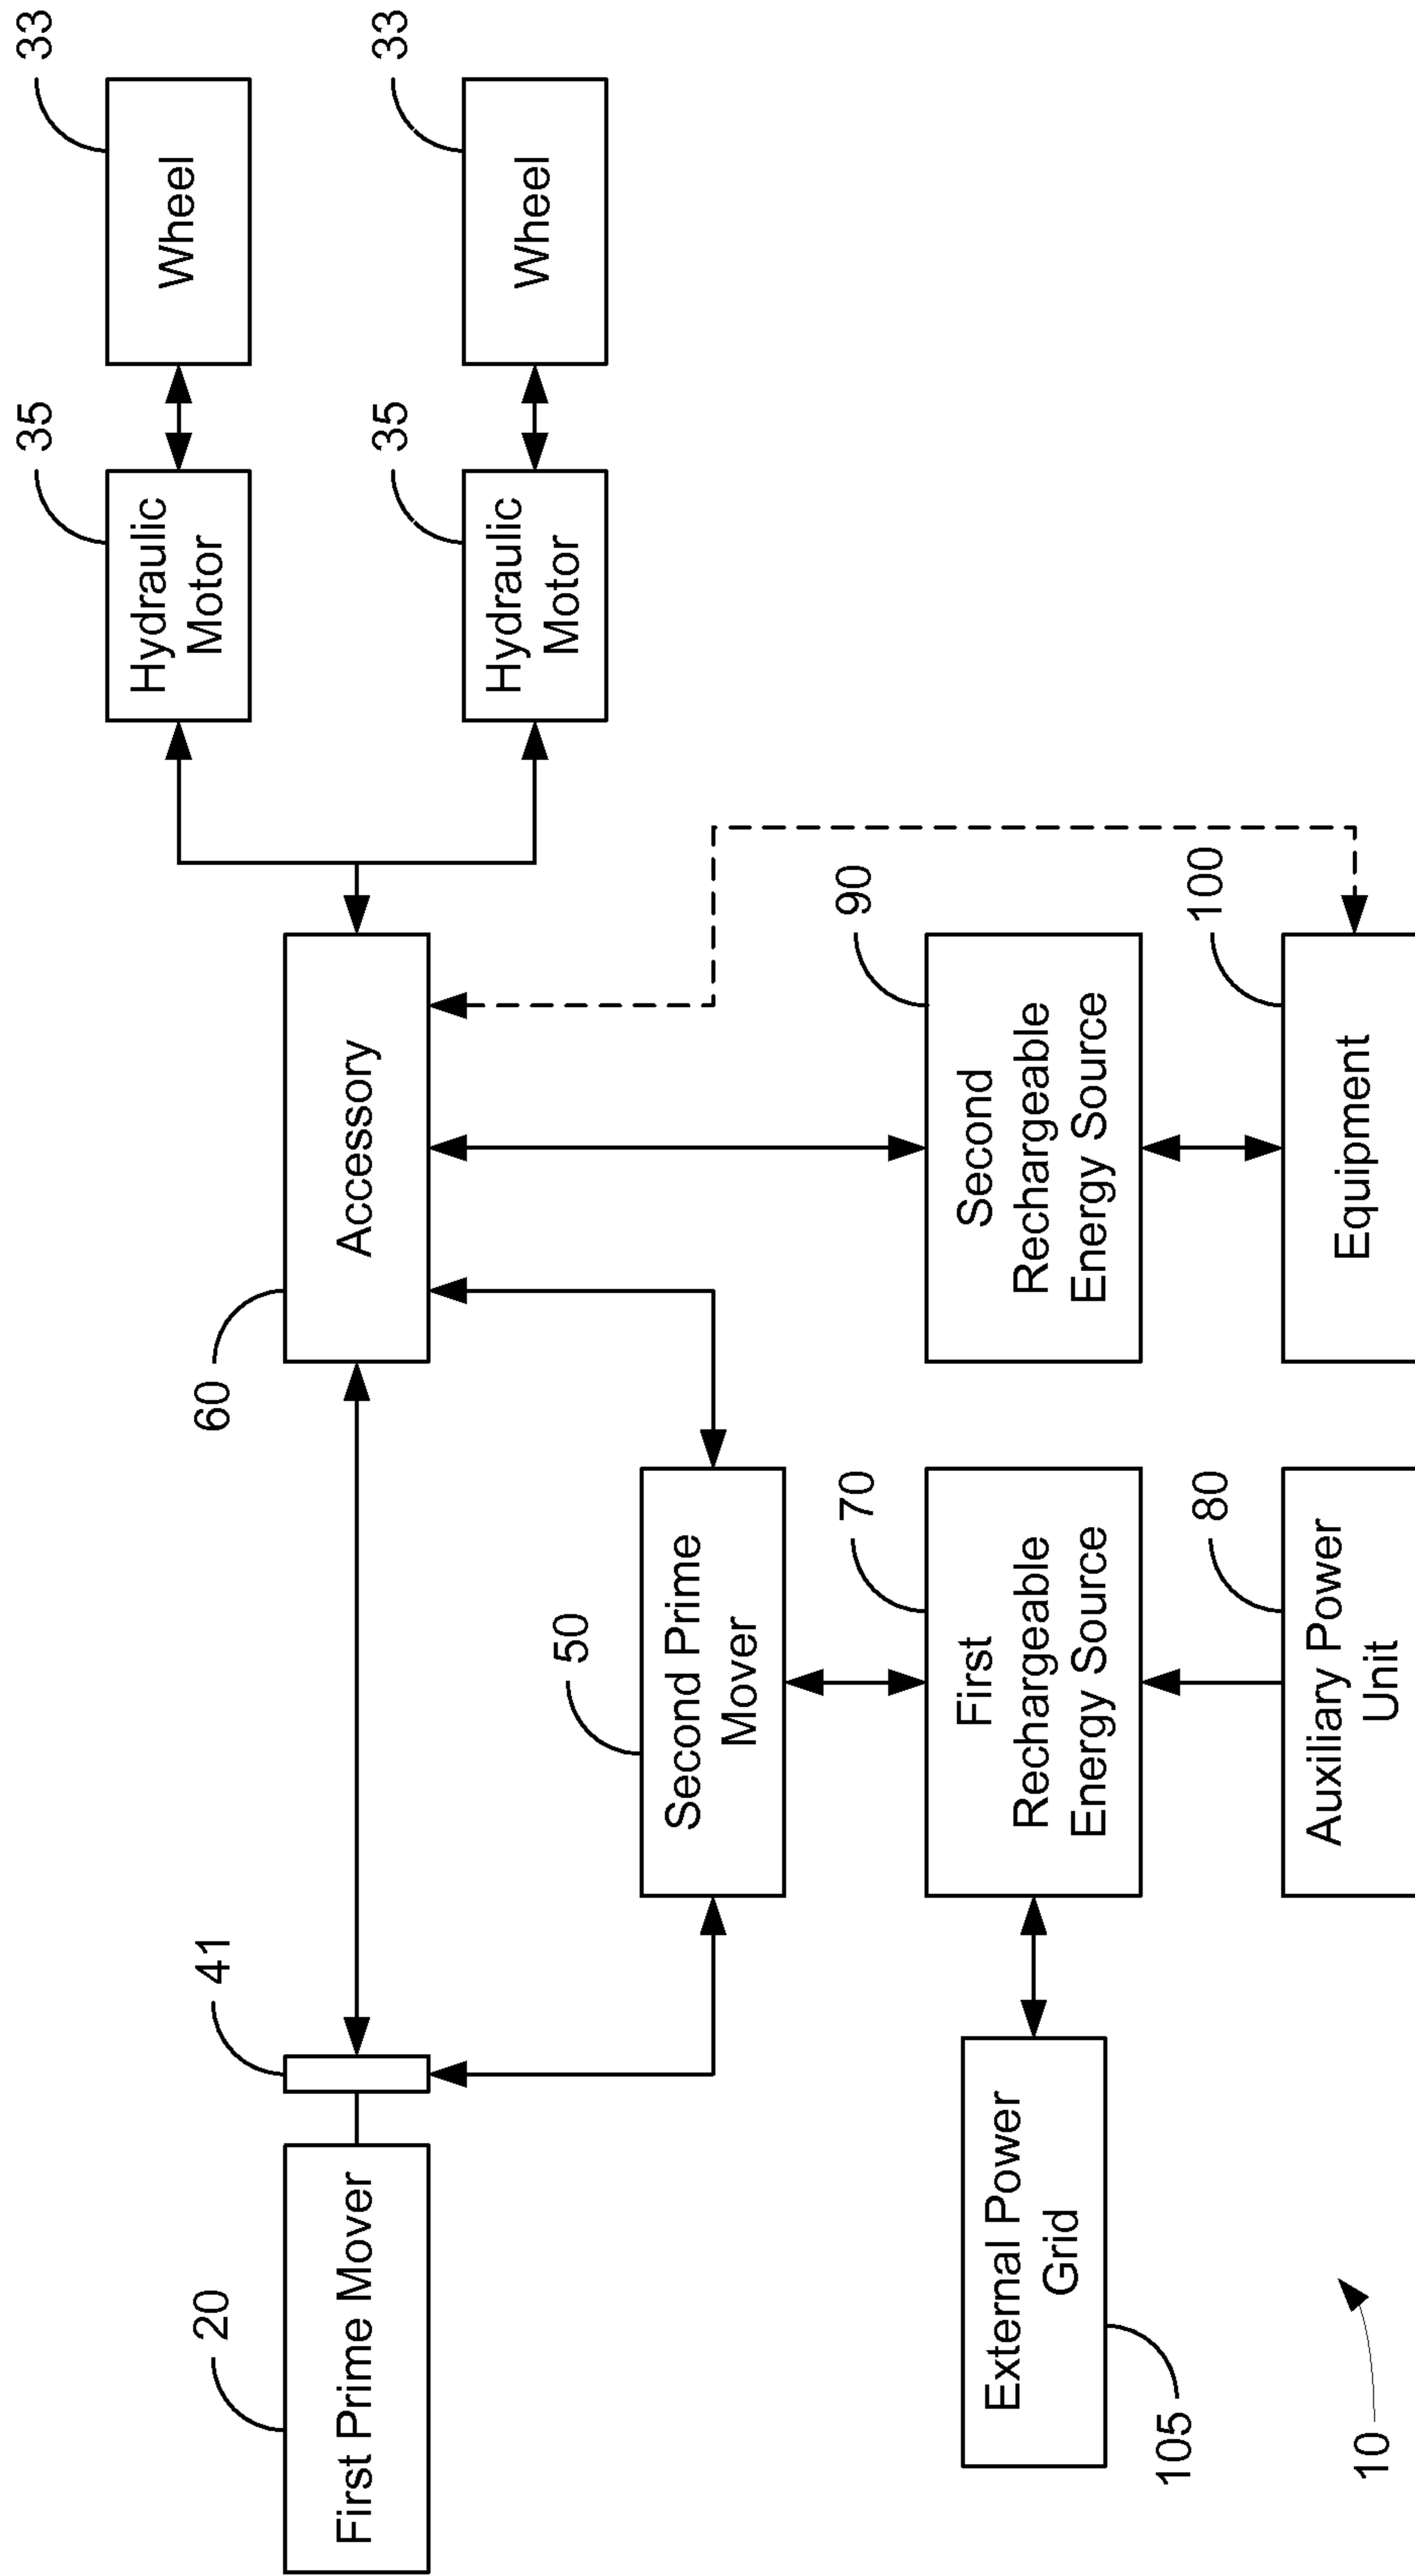 20
First Prime Mover
41
60
Accessory
35
Hydraulic
Motor
33
Wheel
35
Hydraulic
Motor
33
Wheel
50
Second Prime
Mover
105
External Power
Grid
70
First
Rechargeable
Energy Source
90
Second
Rechargeable
Energy Source
80
Auxiliary Power
Unit
100
Equipment
10